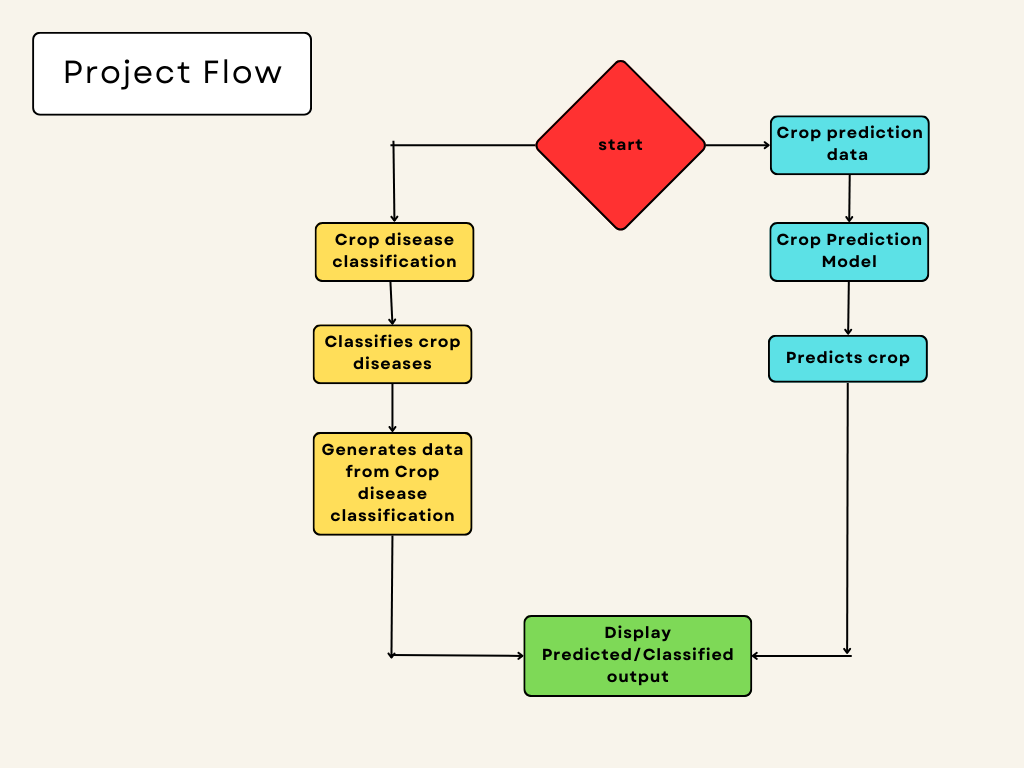 Project Flow
start
Crop prediction
data
Crop disease
classification
Crop Prediction
Model
Classifies crop
diseases
Predicts crop
Generates data
from Crop
disease
classification
Display
Predicted/Classified
output